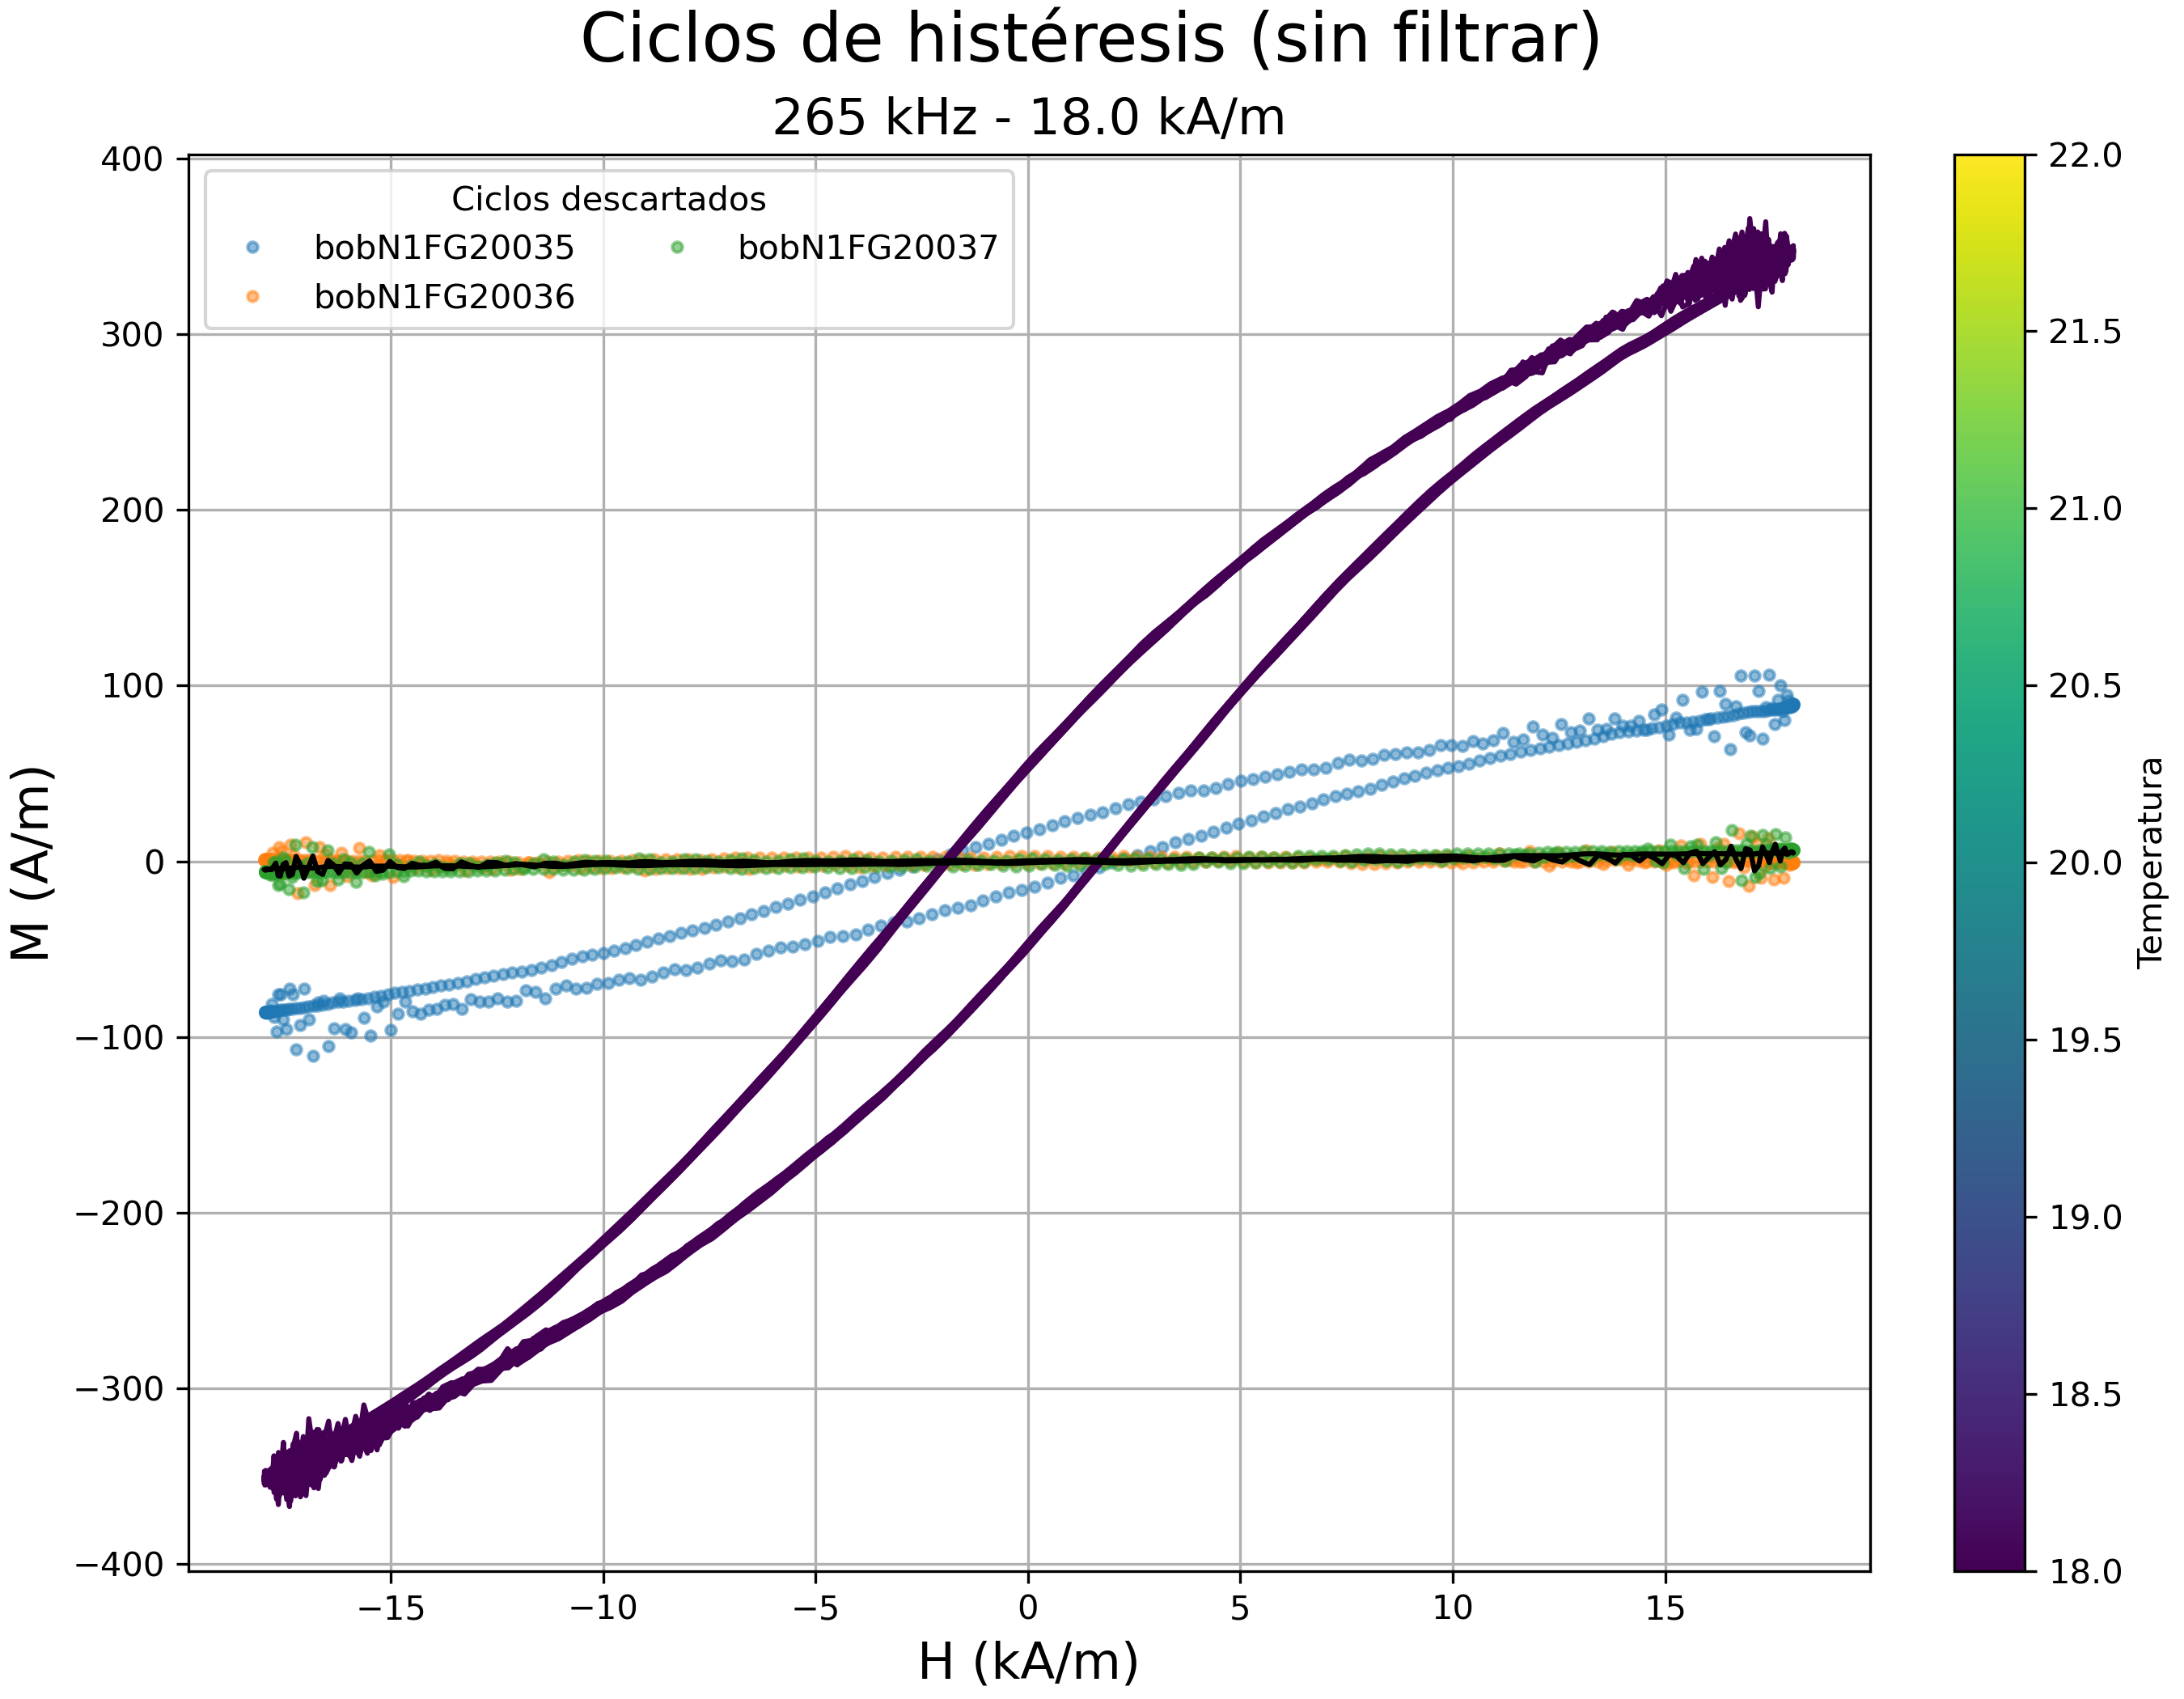 Ciclos de histéresis (sin filtrar)
265 kHz - 18.0 kA/m
Ciclos descartados
bobN1FG20035
bobN1FG20036
bobN1FG20037
400
300
200
100
0
−100
−200
−300
−400
M (A/m)
−15
−10
−5
0
5
10
15
H (kA/m)
22.0
21.5
21.0
20.5
20.0
19.5
19.0
18.5
18.0
Temperatura